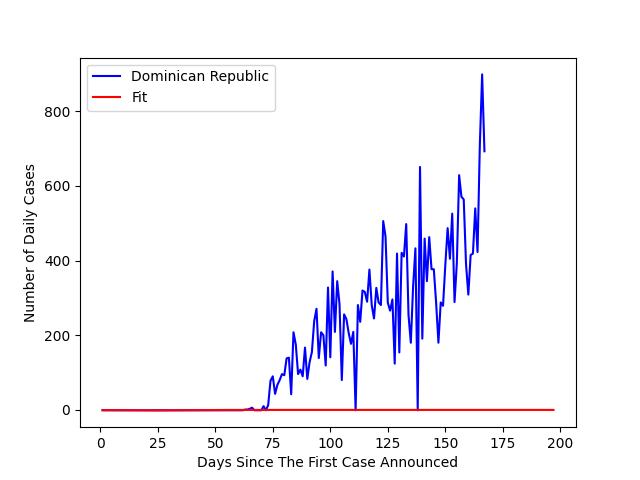 Dominican Republic
Fit
800
600
400
200
0
Number of Daily Cases
0 25 50 75 100 125 150 175 200
Days Since The First Case Announced